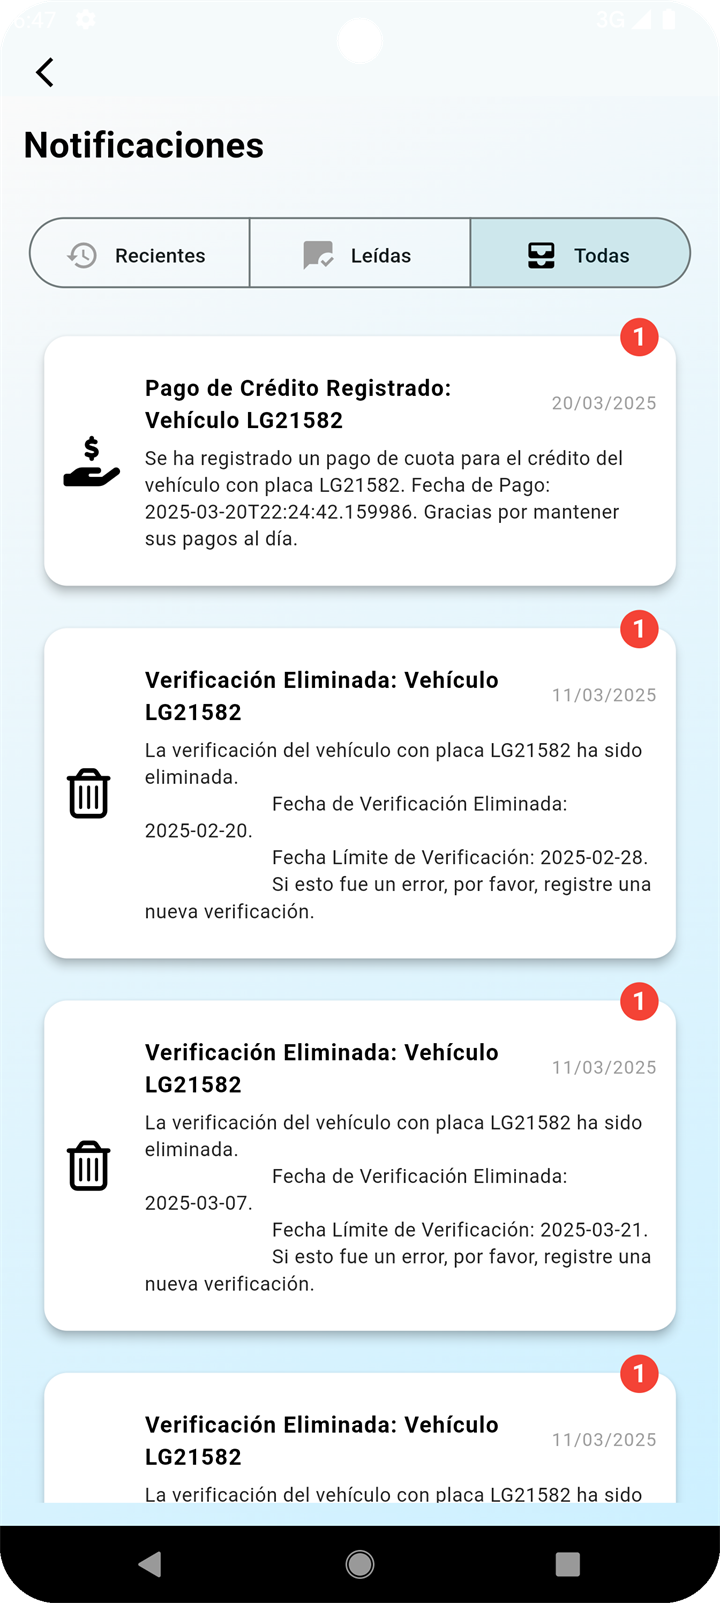 6:47
3G
Notificaciones
Recientes
Leídas
Todas
1
Pago de Crédito Registrado:
Vehículo LG21582
20/03/2025
Se ha registrado un pago de cuota para el crédito del
vehículo con placa LG21582. Fecha de Pago:
2025-03-20T22:24:42.159986. Gracias por mantener
sus pagos al día.
1
Verificación Eliminada: Vehículo
LG21582
11/03/2025
La verificación del vehículo con placa LG21582 ha sido
eliminada.
Fecha de Verificación Eliminada:
2025-02-20.
Fecha Límite de Verificación: 2025-02-28.
Si esto fue un error, por favor, registre una
nueva verificación.
1
Verificación Eliminada: Vehículo
LG21582
11/03/2025
La verificación del vehículo con placa LG21582 ha sido
eliminada.
Fecha de Verificación Eliminada:
2025-03-07.
Fecha Límite de Verificación: 2025-03-21.
Si esto fue un error, por favor, registre una
nueva verificación.
1
Verificación Eliminada: Vehículo
LG21582
11/03/2025
La verificación del vehículo con placa LG21582 ha sido